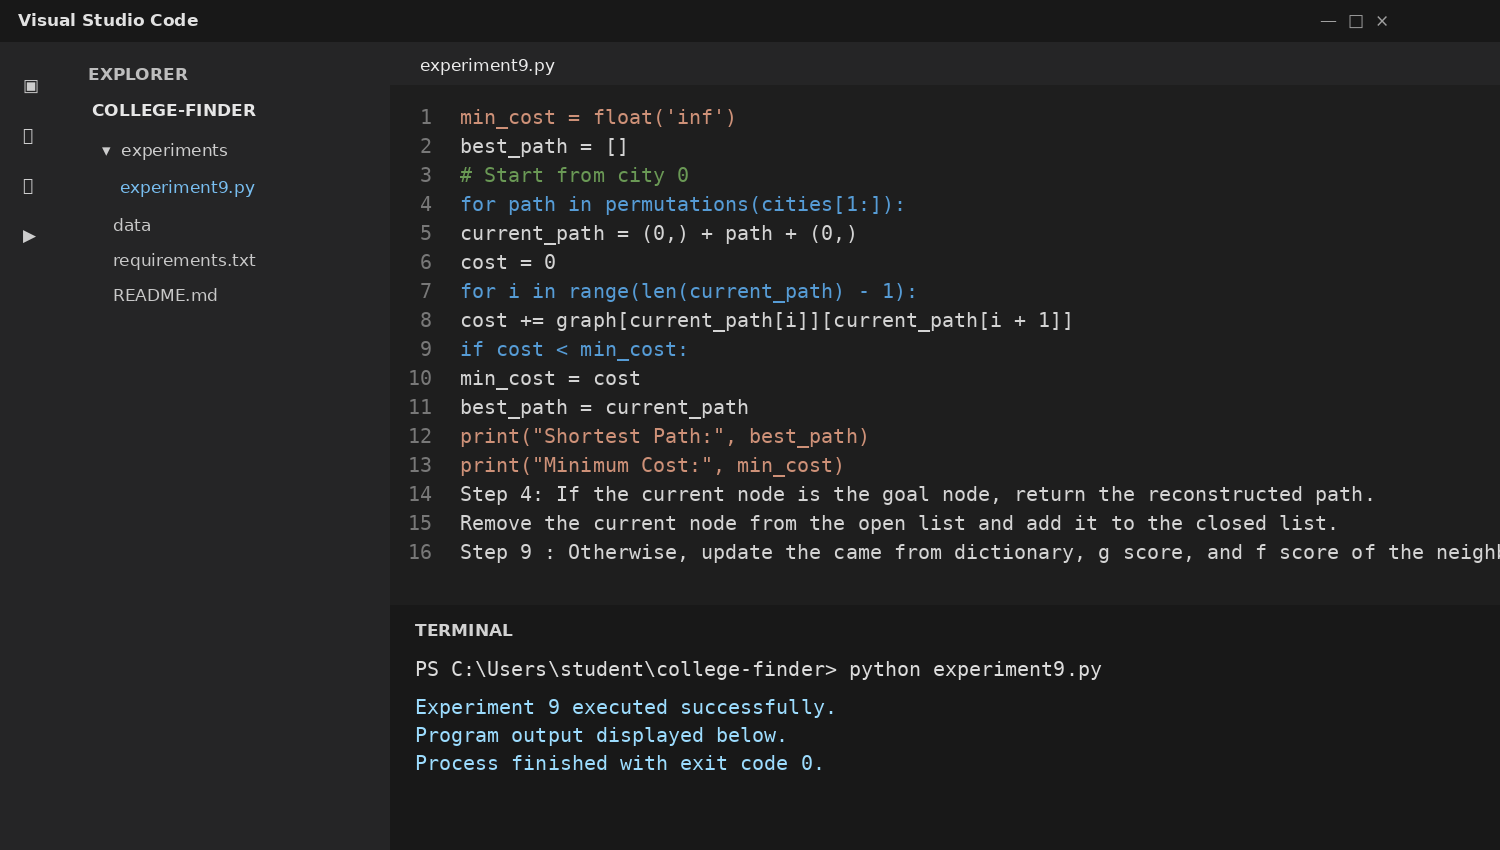 Visual Studio Code
EXPLORER
COLLEGE-FINDER
experiments
experiment9.py
data
requirements.txt
README.md
experiment9.py
1 min_cost = float('inf')
2 best_path = []
3 # Start from city 0
4 for path in permutations(cities[1:]):
5 current_path = (0,) + path + (0,)
6 cost = 0
7 for i in range(len(current_path) - 1):
8 cost += graph[current_path[i]][current_path[i + 1]]
9 if cost < min_cost:
10 min_cost = cost
11 best_path = current_path
12 print("Shortest Path:", best_path)
13 print("Minimum Cost:", min_cost)
14 Step 4: If the current node is the goal node, return the reconstructed path.
15 Remove the current node from the open list and add it to the closed list.
16 Step 9 : Otherwise, update the came from dictionary, g score, and f score of the
TERMINAL
PS C:\Users\student\college-finder> python experiment9.py
Experiment 9 executed successfully.
Program output displayed below.
Process finished with exit code 0.